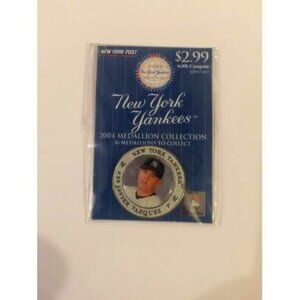 NEW YORK POST
$2.99
with Coupon
New York
Yankees™
2004 MEDALLION COLLECTION
16 MEDALLIONS TO COLLECT
NEW YORK YANKEES
JAVIER VAZQUEZ